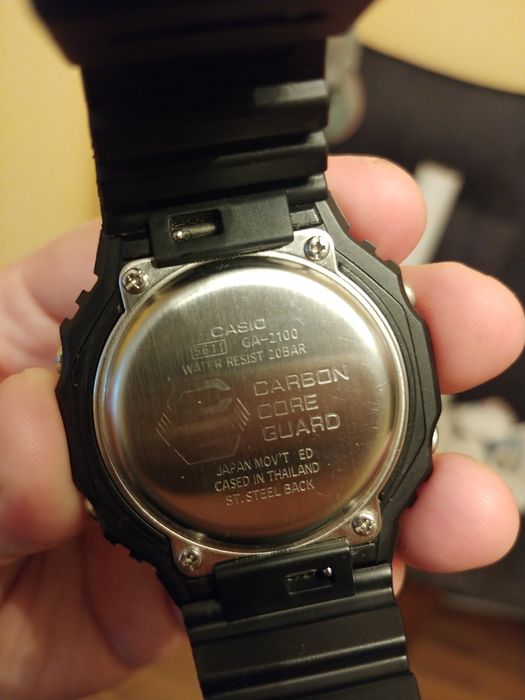 CASIO
5611 GA-2100
WATER RESIST 20BAR
CARBON
CORE
GUARD
JAPAN MOV'T ED
CASED IN THAILAND
ST. STEEL BACK